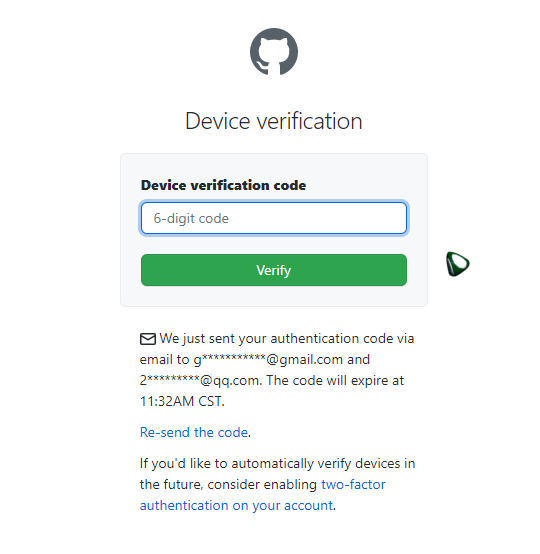 Device verification
Device verification code
6-digit code
Verify
We just sent your authentication code via
email to g***********@gmail.com and
2*********@qq.com. The code will expire at
11:32AM CST.
Re-send the code.
If you'd like to automatically verify devices in
the future, consider enabling two-factor
authentication on your account.